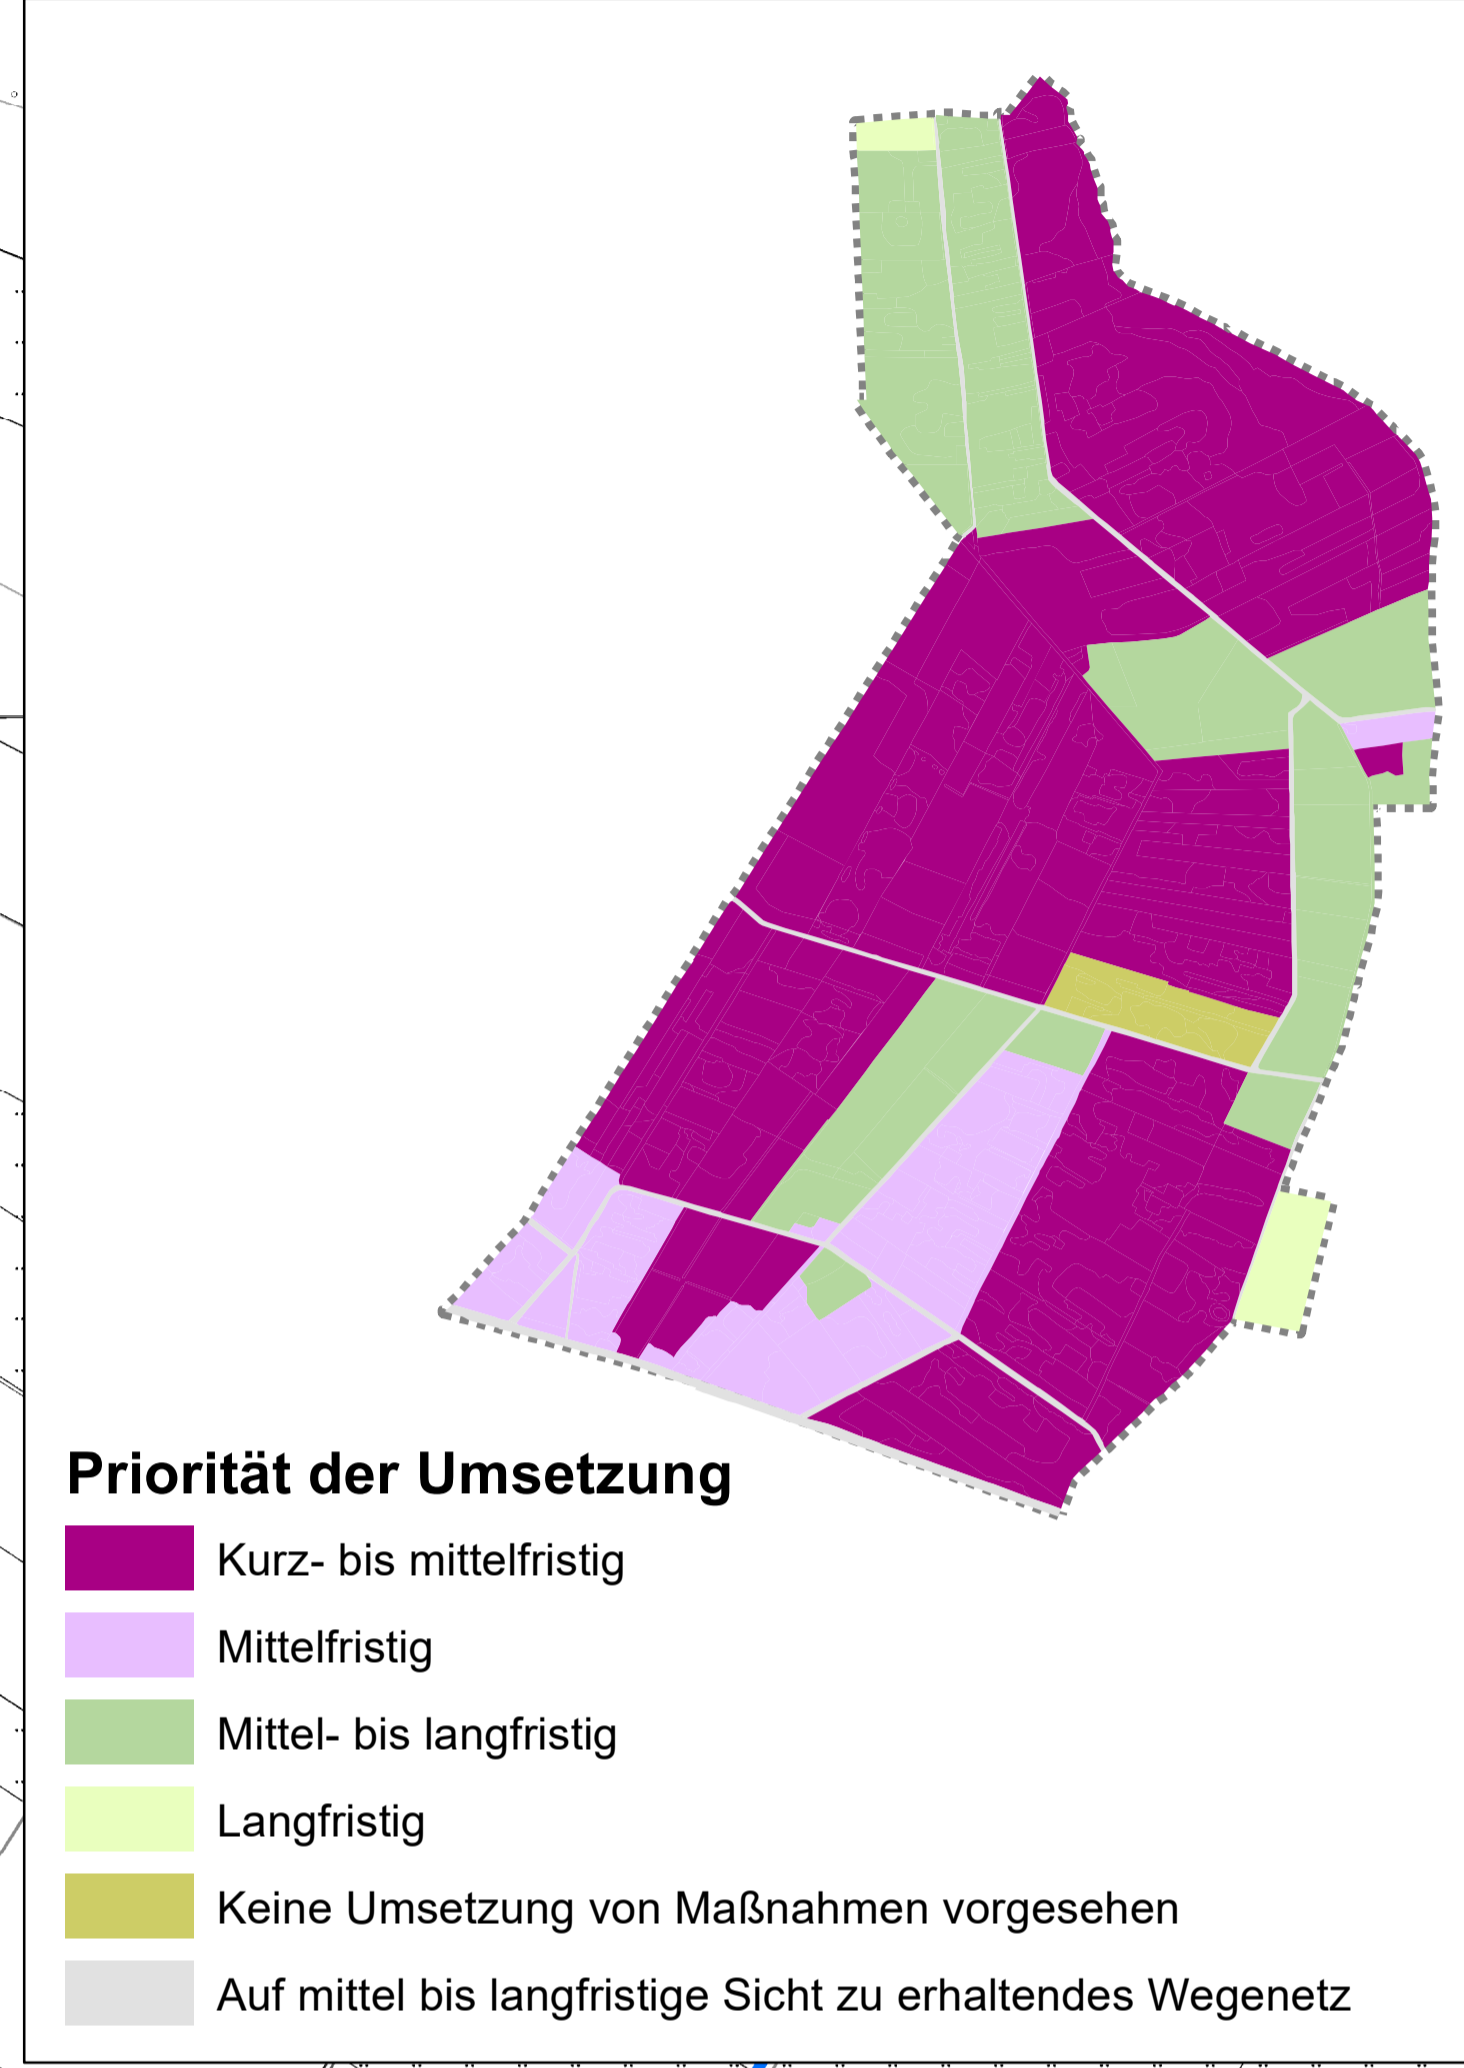 Priorität der Umsetzung
Kurz- bis mittelfristig
Mittelfristig
Mittel- bis langfristig
Langfristig
Keine Umsetzung von Maßnahmen vorgesehen
Auf mittel bis langfristige Sicht zu erhaltendes Wegenetz